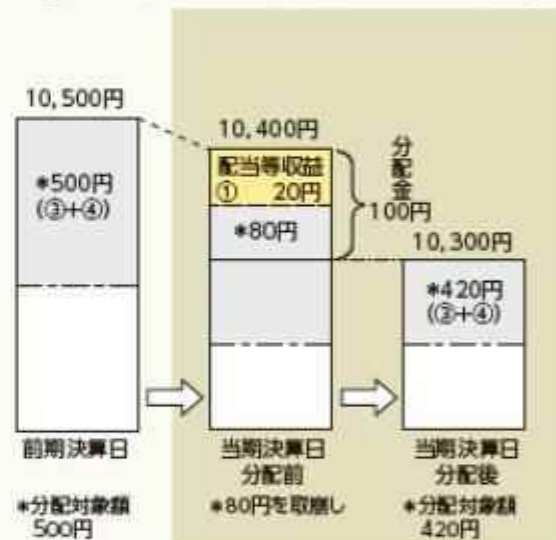 10,500円
*500円
(③+④)
前期決算日
*分配対象額
500円
10,400円
配当等収益
① 20円
*80円
分配金
100円
当期決算日
分配前
*80円を取崩し
10,300円
*420円
(③+④)
当期決算日
分配後
*分配対象額
420円